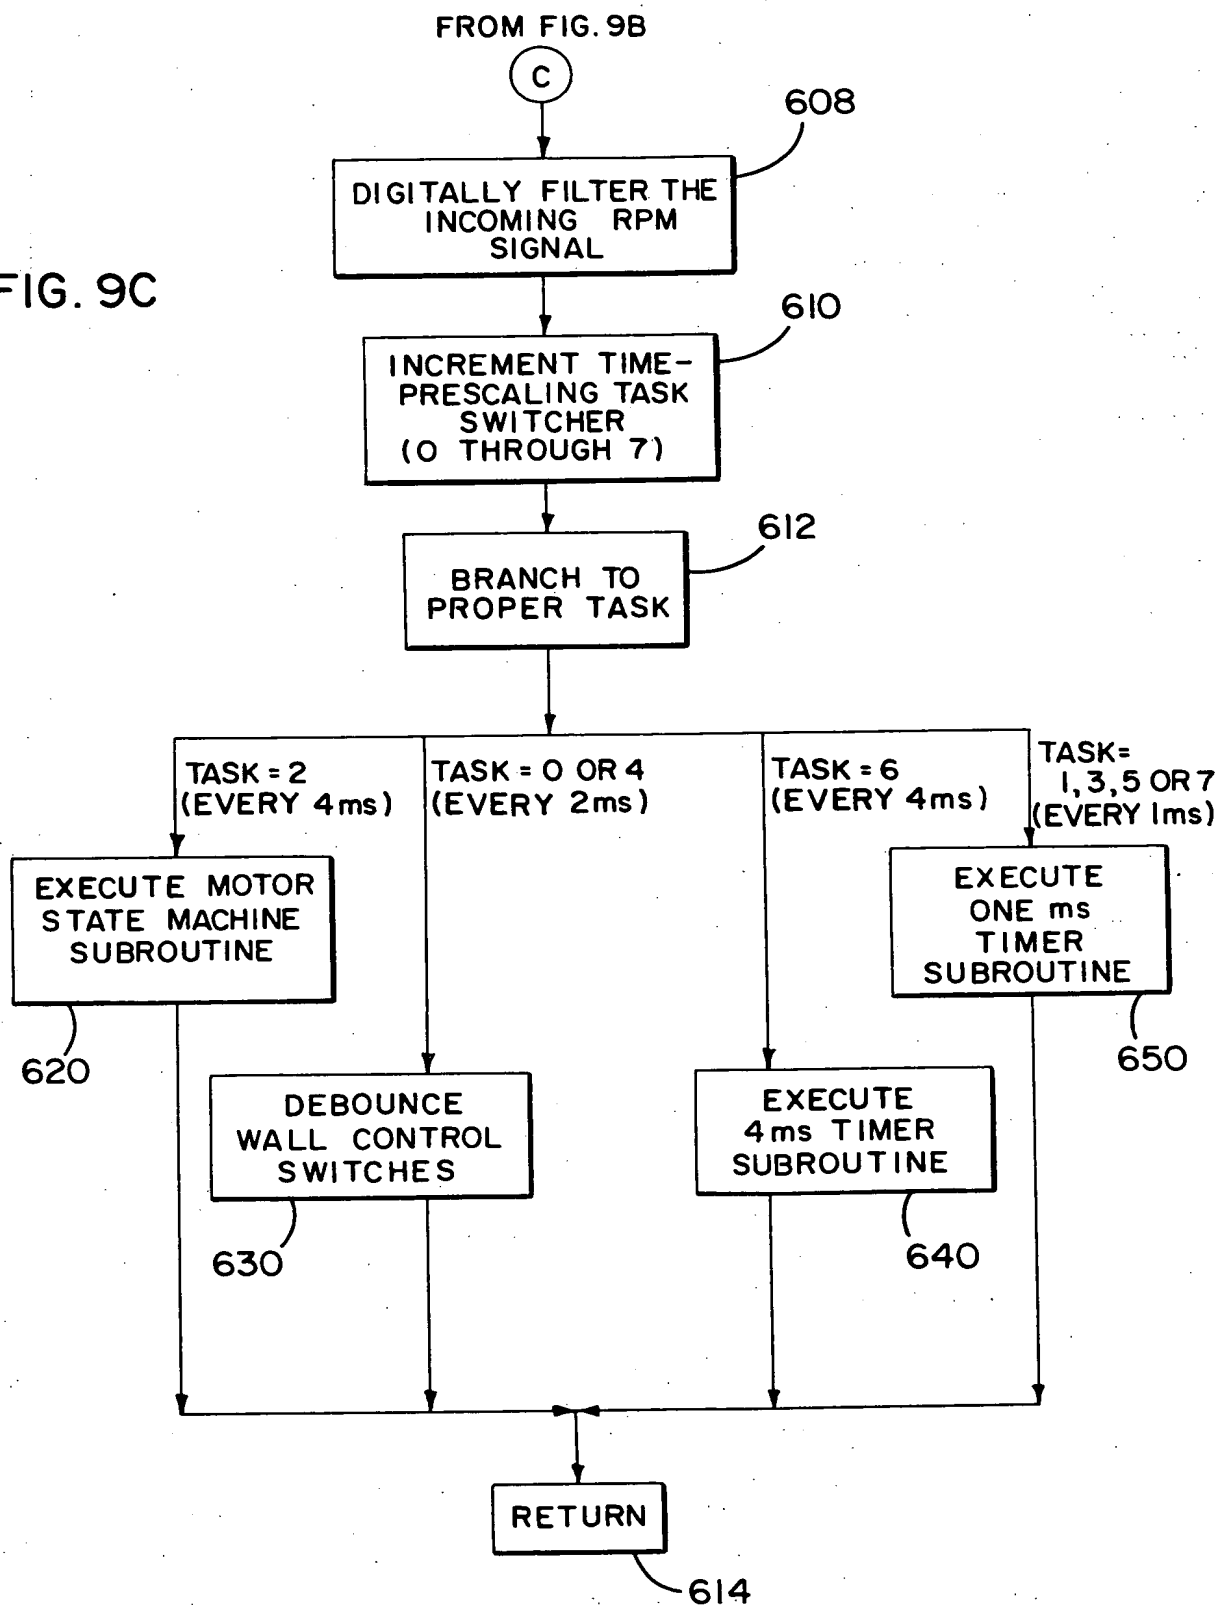 FROM FIG. 9B
C
608
DIGITALLY FILTER THE
INCOMING RPM
SIGNAL
FIG. 9C
610
INCREMENT TIME-
PRESCALING TASK
SWITCHER
(0 THROUGH 7)
612
BRANCH TO
PROPER TASK
TASK = 2
(EVERY 4ms)
TASK = 0 OR 4
(EVERY 2ms)
TASK = 6
(EVERY 4ms)
TASK=
1,3,5 OR 7
(EVERY 1ms)
EXECUTE MOTOR
STATE MACHINE
SUBROUTINE
620
EXECUTE
ONE ms
TIMER
SUBROUTINE
650
DEBOUNCE
WALL CONTROL
SWITCHES
630
EXECUTE
4ms TIMER
SUBROUTINE
640
RETURN
614